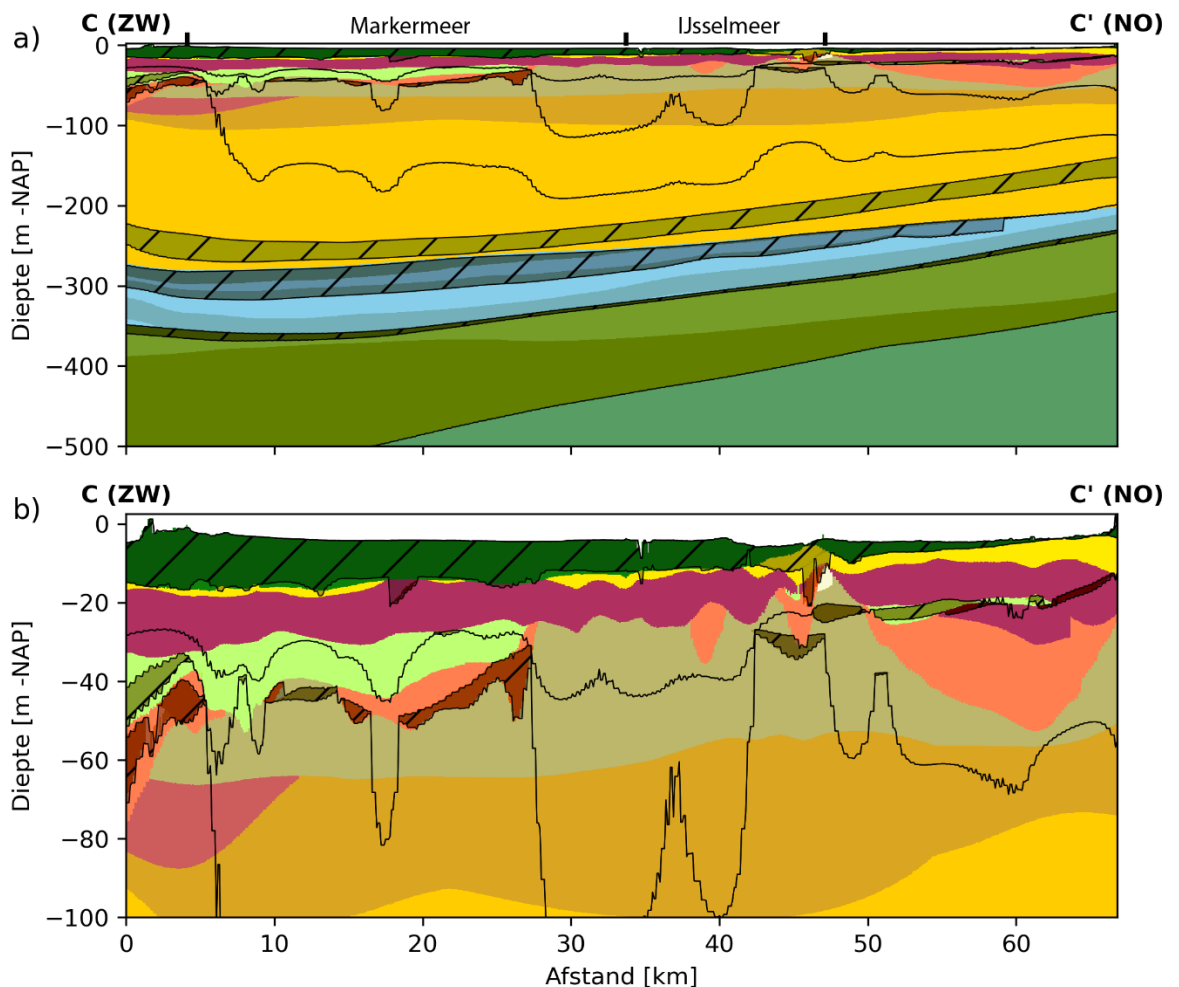 C (ZW)
Markermeer
IJsselmeer
C' (NO)
a)
0
−100
−200
−300
−400
−500
Diepte [m -NAP]
C (ZW)
C' (NO)
b)
0
−20
−40
−60
−80
−100
Diepte [m -NAP]
0 10 20 30 40 50 60
Afstand [km]